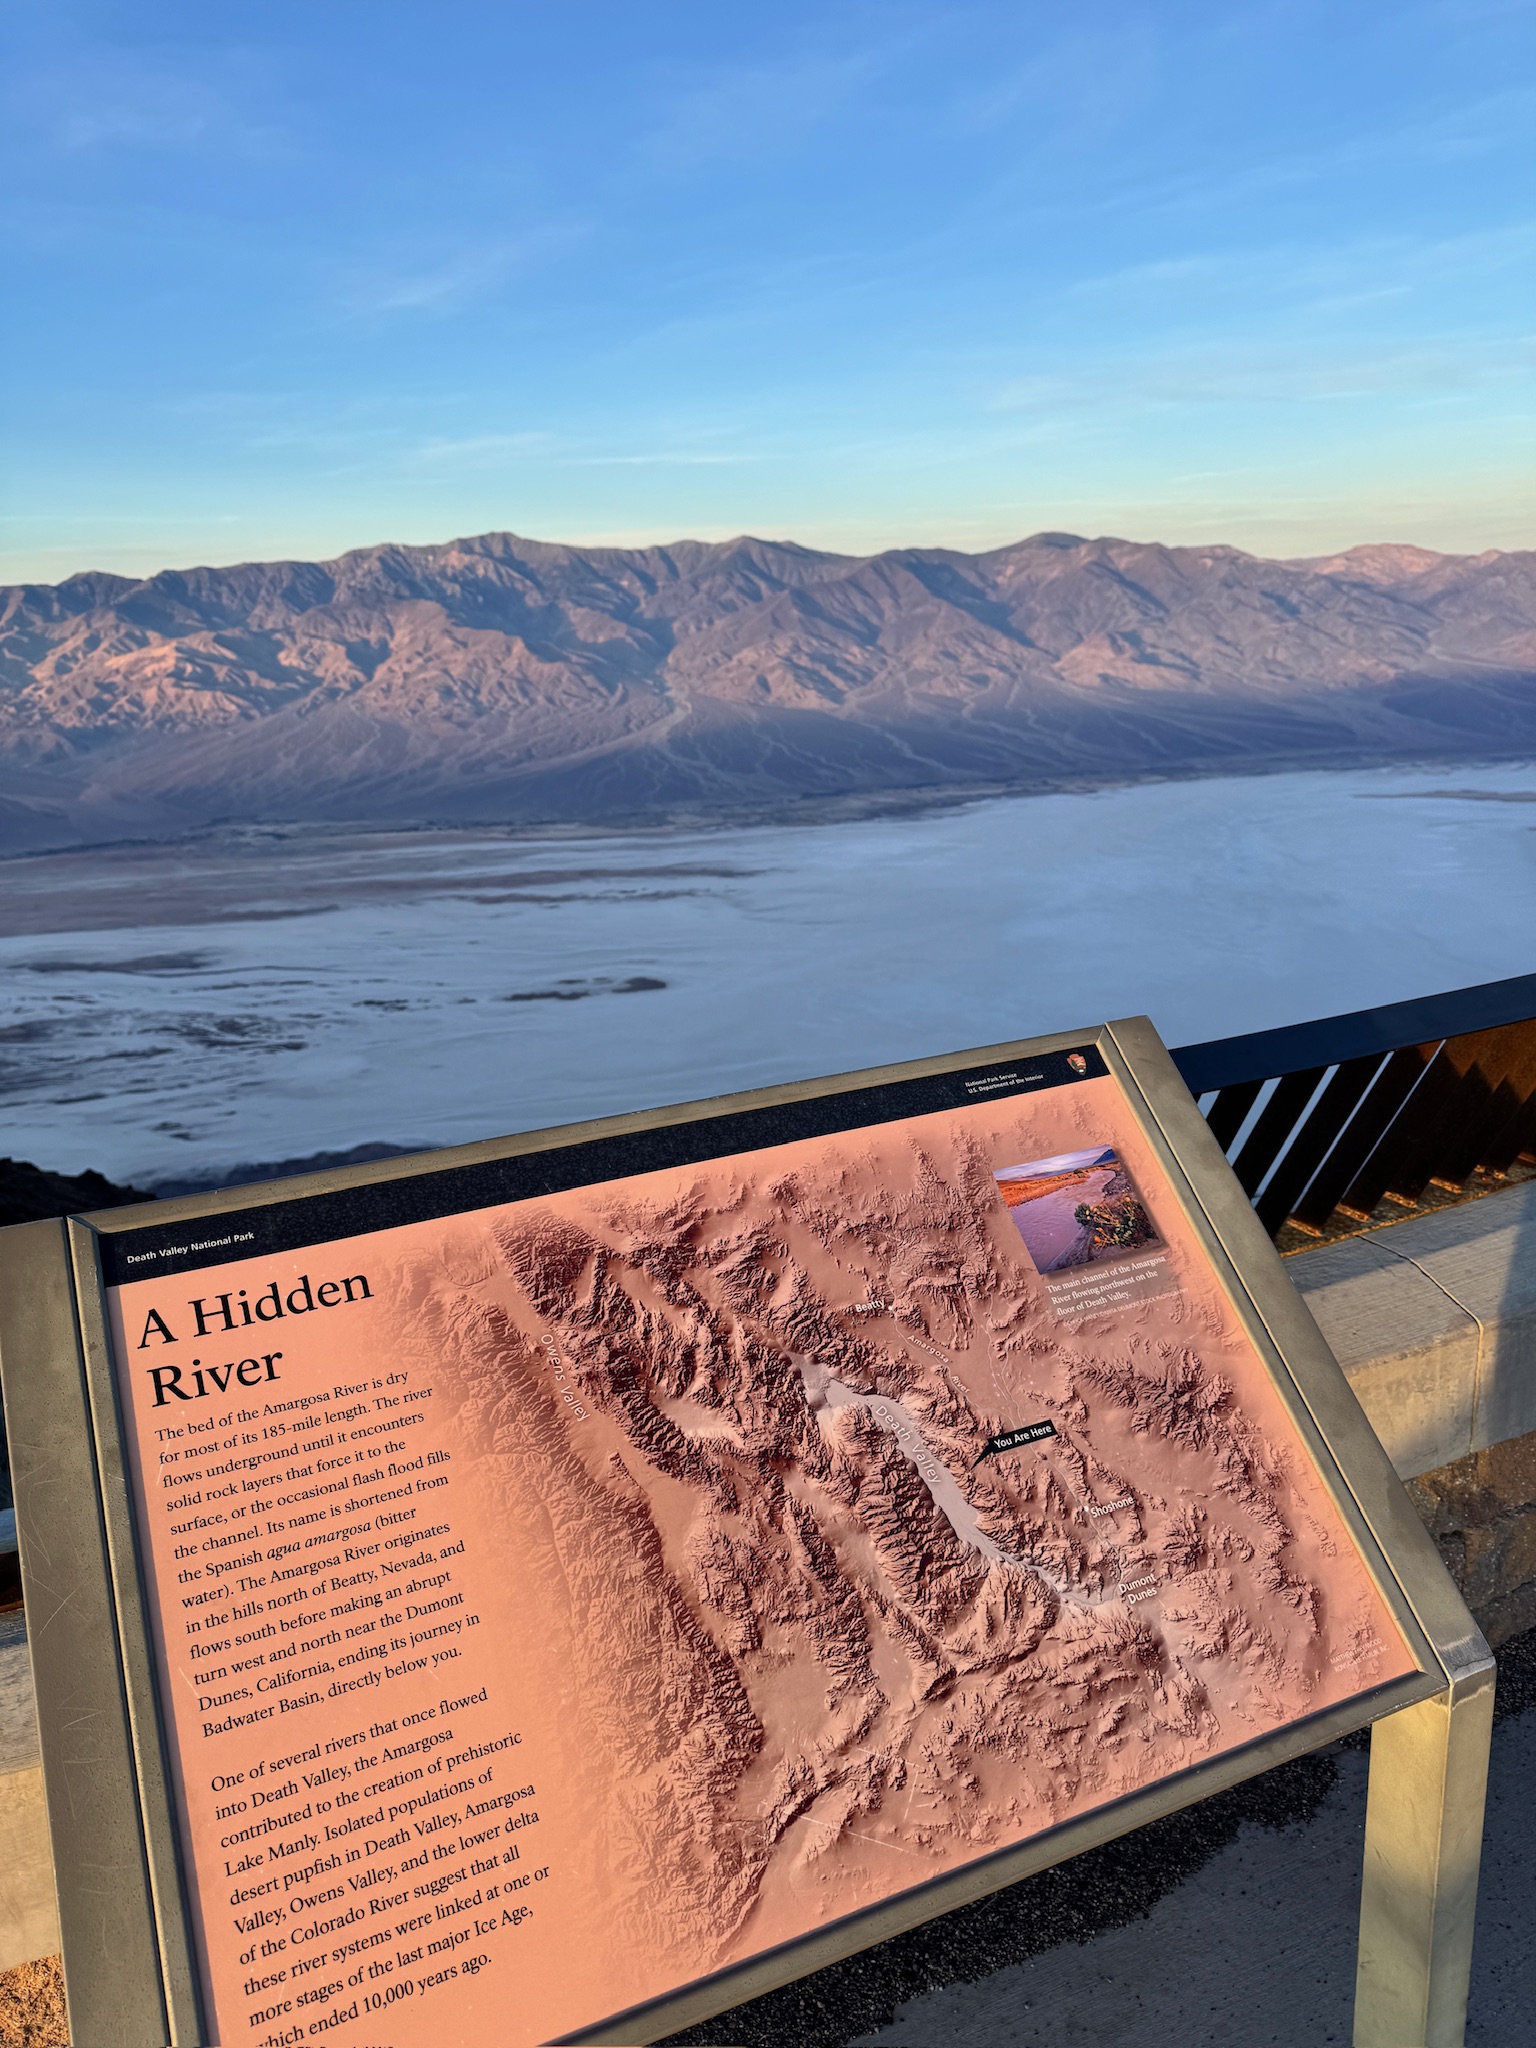 National Park Service
U.S. Department of the Interior
Death Valley National Park
A Hidden
River
The bed of the Amargosa River is dry
for most of its 185-mile length. The river
flows underground until it encounters
solid rock layers that force it to the
surface, or the occasional flash flood fills
the channel. Its name is shortened from
the Spanish agua amargosa (bitter
water). The Amargosa River originates
in the hills north of Beatty, Nevada, and
flows south before making an abrupt
turn west and north near the Dumont
Dunes, California, ending its journey in
Badwater Basin, directly below you.
One of several rivers that once flowed
into Death Valley, the Amargosa
contributed to the creation of prehistoric
Lake Manly. Isolated populations of
desert pupfish in Death Valley, Amargosa
Valley, Owens Valley, and the lower delta
of the Colorado River suggest that all
these river systems were linked at one or
more stages of the last major Ice Age,
which ended 10,000 years ago.
Owens Valley
Beatty
Amargosa River
Death Valley
You Are Here
Shoshone
Dumont
Dunes
The main channel of the Amargosa
River flowing northwest on the
floor of Death Valley.